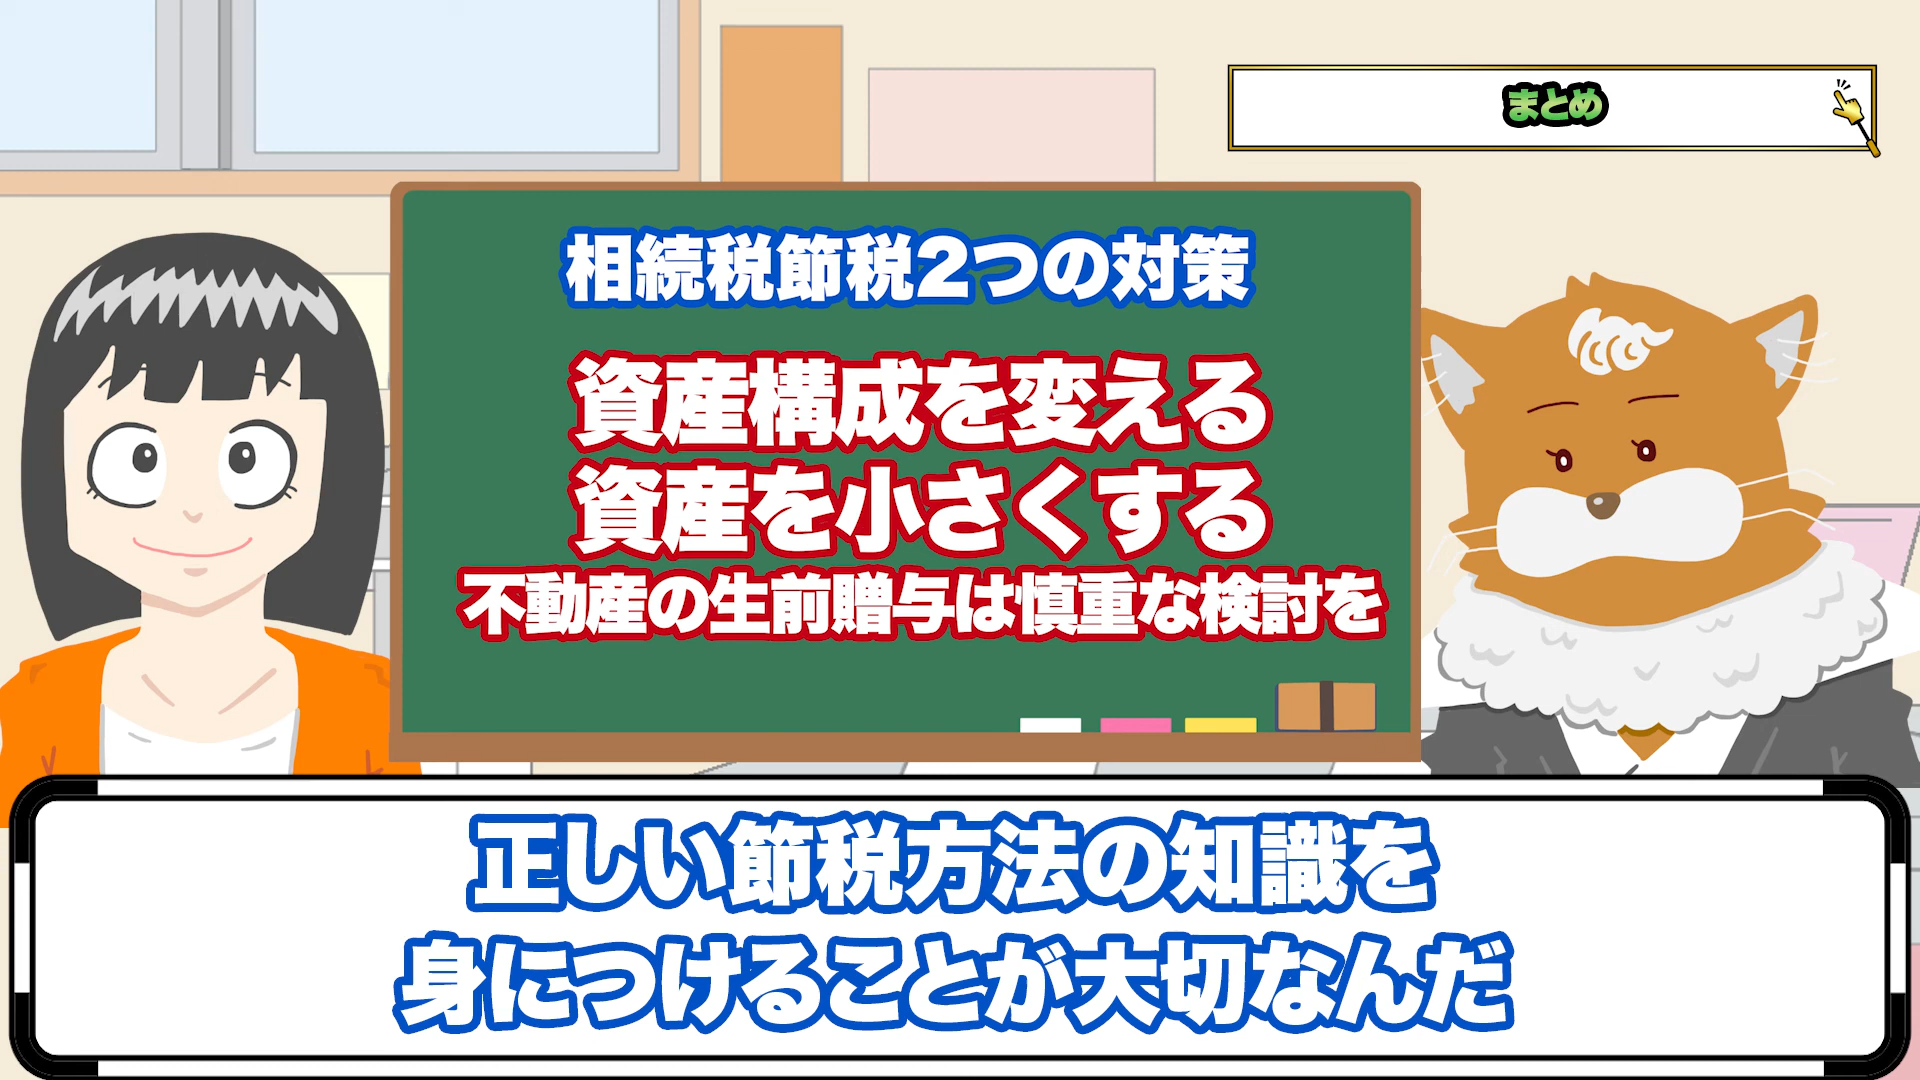 まとめ
相続税節税2つの対策
資産構成を変える
資産を小さくする
不動産の生前贈与は慎重な検討を
正しい節税方法の知識を
身につけることが大切なんだ